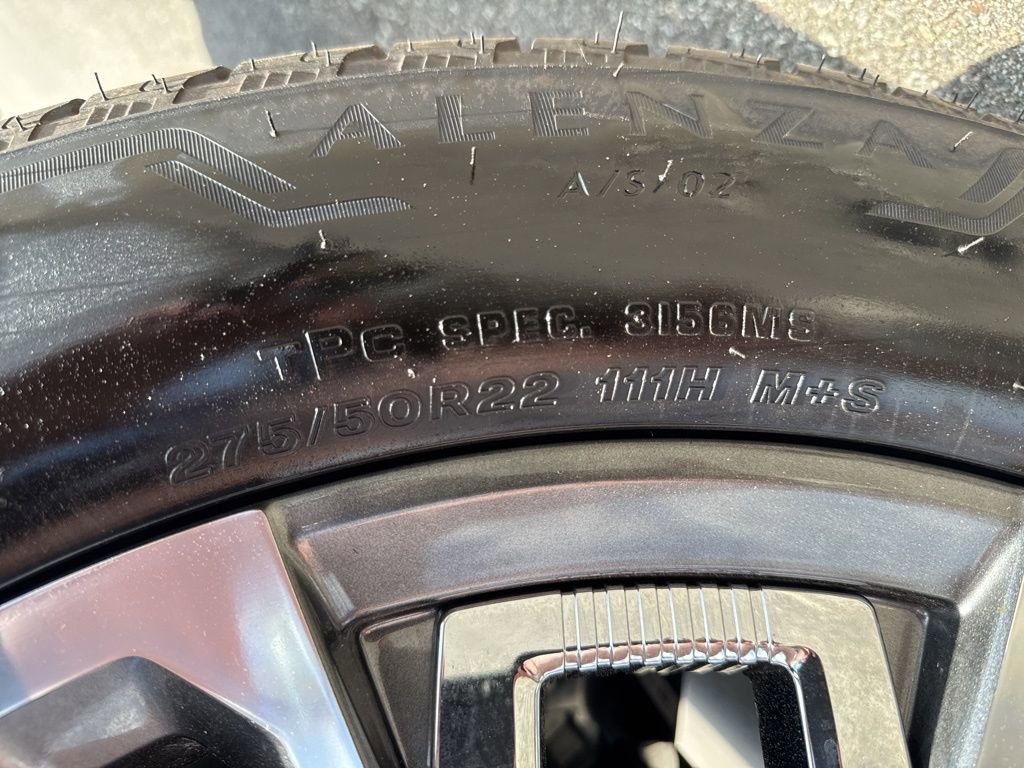 ALENZA
A/S 02
TPC SPEC. 3156MS
275/50R22 111H M+S